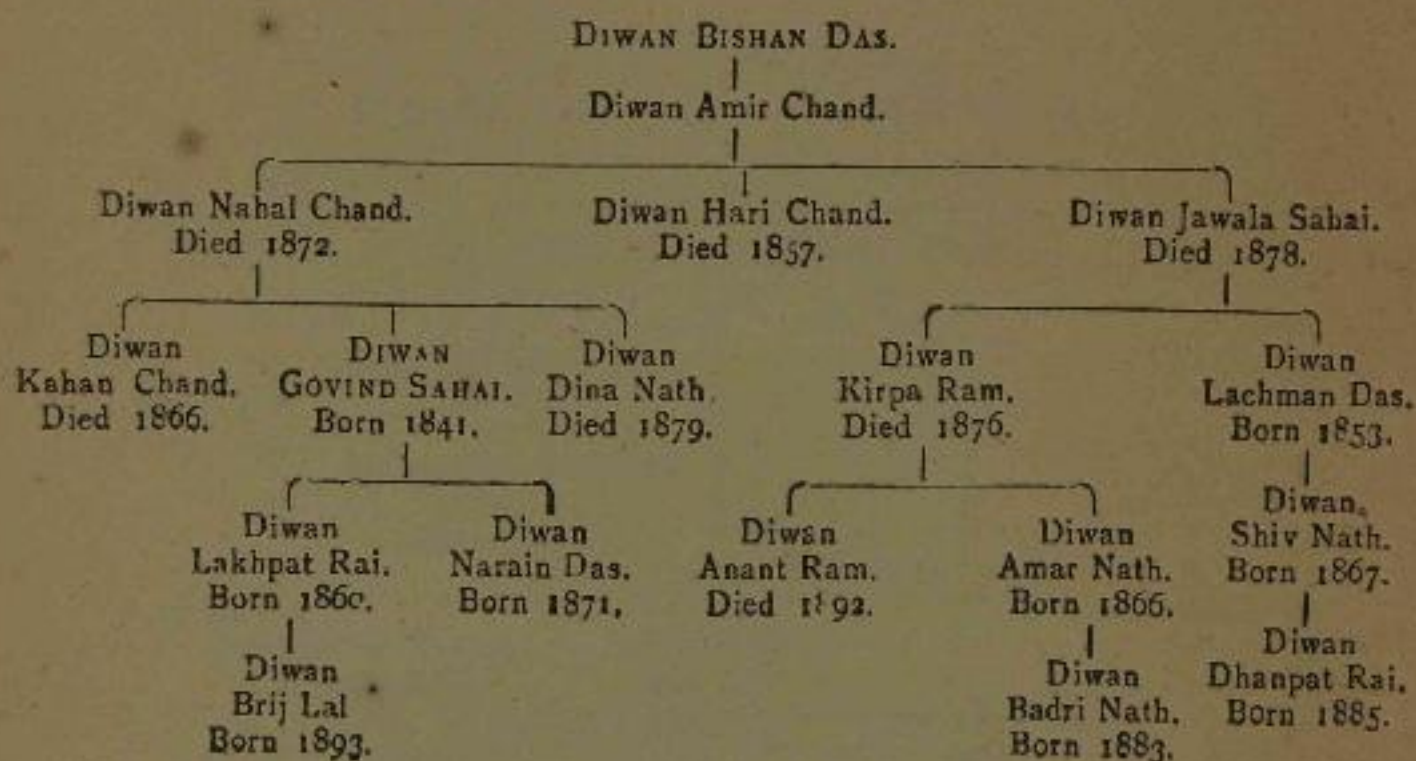 DIWAN BISHAN DAS.
Diwan Amir Chand.
Diwan Nahal Chand.
Died 1872.
Diwan Hari Chand.
Died 1857.
Diwan Jawala Sahai.
Died 1878.
Diwan
Kahan Chand.
Died 1866.
DIWAN
GOVIND SAHAI.
Born 1841.
Diwan
Dina Nath.
Died 1879.
Diwan
Kirpa Ram.
Died 1876.
Diwan
Lachman Das.
Born 1853.
Diwan
Lakhpat Rai.
Born 1860.
Diwan
Narain Das.
Born 1871,
Diwan
Anant Ram.
Died 1892.
Diwan
Amar Nath.
Born 1866.
Diwan
Shiv Nath.
Born 1867.
Diwan
Brij Lal
Born 1893.
Diwan
Badri Nath.
Born 1883.
Diwan
Dhanpat Rai.
Born 1885.